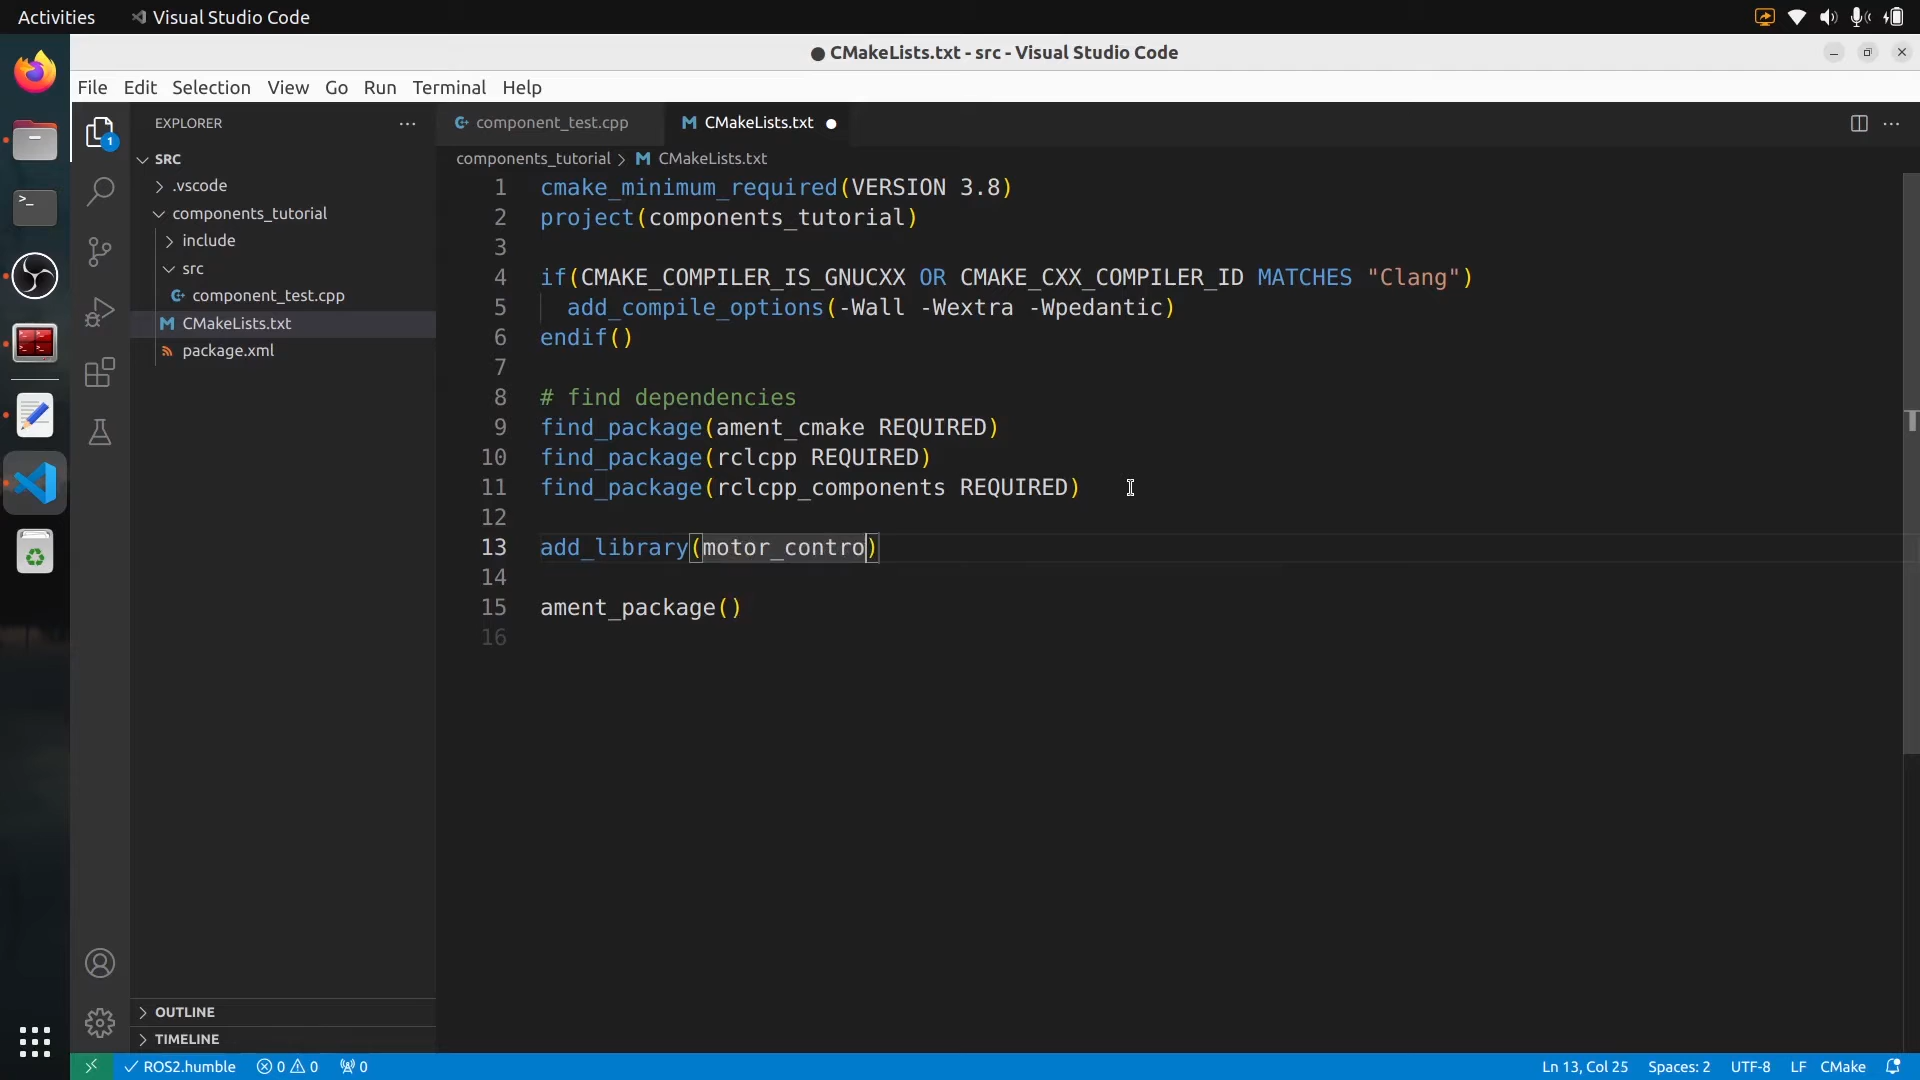 Activities
Visual Studio Code
● CMakeLists.txt - src - Visual Studio Code
File Edit Selection View Go Run Terminal Help
EXPLORER
component_test.cpp
CMakeLists.txt
components_tutorial > CMakeLists.txt
1
SRC
.vscode
components_tutorial
include
src
component_test.cpp
CMakeLists.txt
package.xml
1 cmake_minimum_required(VERSION 3.8)
2 project(components_tutorial)
3
4 if(CMAKE_COMPILER_IS_GNUCXX OR CMAKE_CXX_COMPILER_ID MATCHES "Clang")
5 add_compile_options(-Wall -Wextra -Wpedantic)
6 endif()
7
8 # find dependencies
9 find_package(ament_cmake REQUIRED)
10 find_package(rclcpp REQUIRED)
11 find_package(rclcpp_components REQUIRED)
12
13 add_library(motor_contro)
14
15 ament_package()
16
OUTLINE
TIMELINE
ROS2.humble 0 0 0 Ln 13, Col 25 Spaces: 2 UTF-8 LF CMake